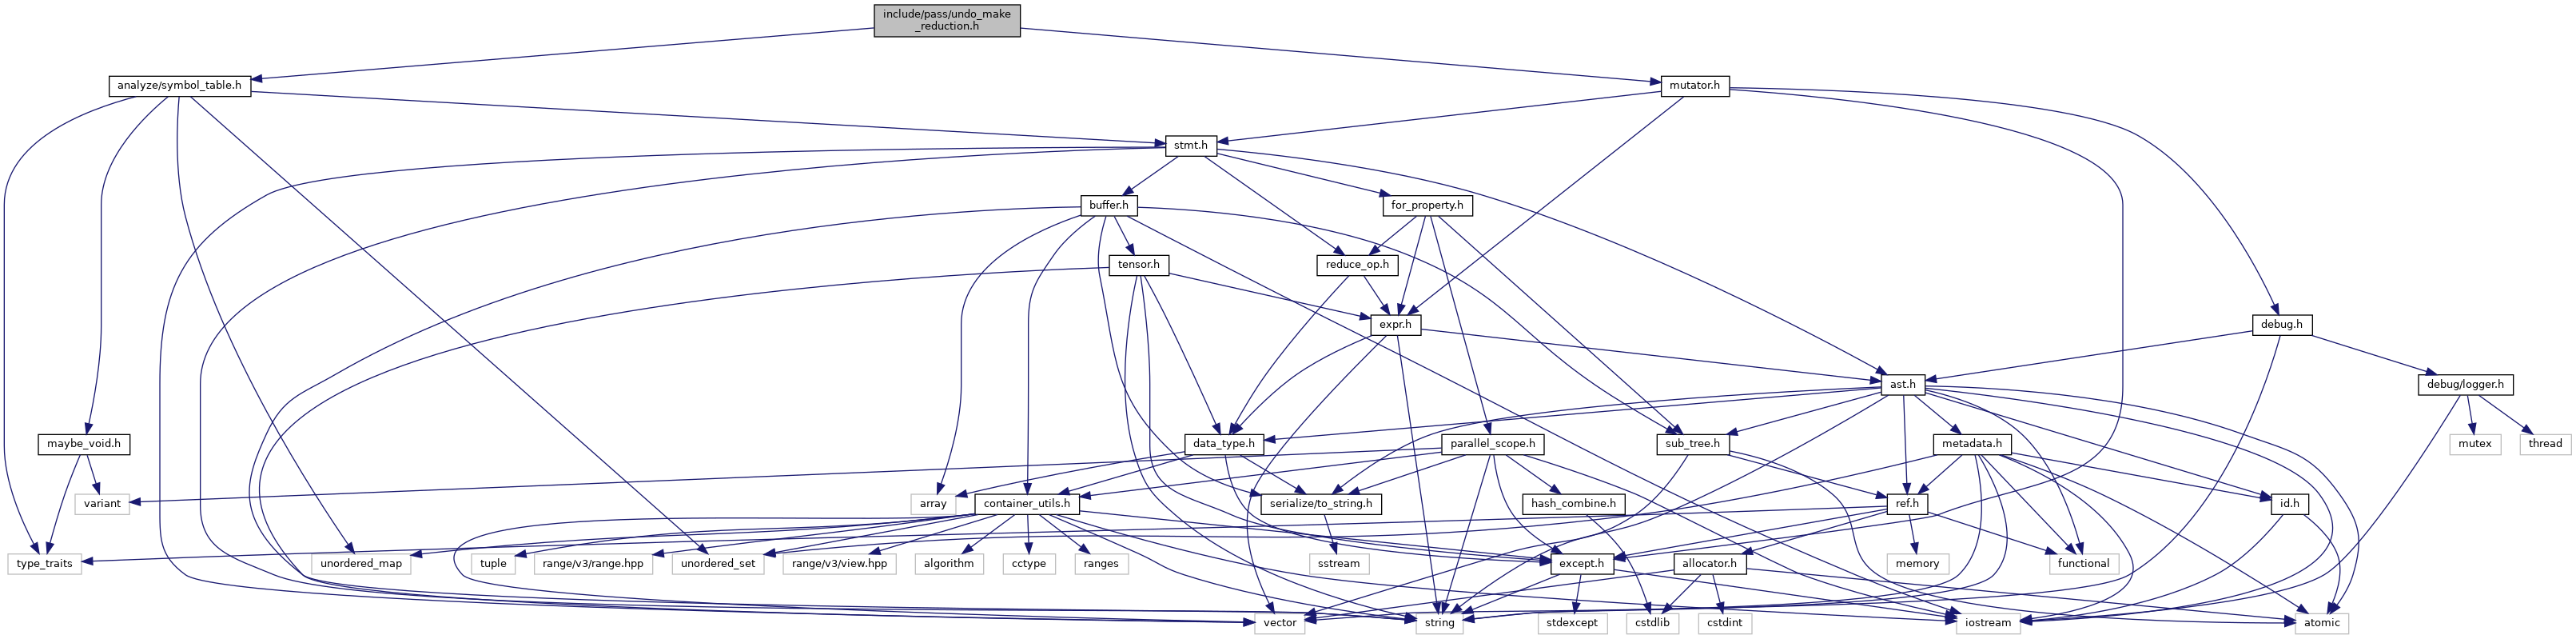 include/pass/undo_make
_reduction.h
analyze/symbol_table.h
mutator.h
stmt.h
buffer.h
for_property.h
tensor.h
reduce_op.h
expr.h
debug.h
ast.h
debug/logger.h
maybe_void.h
data_type.h
parallel_scope.h
sub_tree.h
metadata.h
mutex
thread
variant
array
container_utils.h
serialize/to_string.h
hash_combine.h
ref.h
id.h
type_traits
unordered_map
tuple
range/v3/range.hpp
unordered_set
range/v3/view.hpp
algorithm
cctype
ranges
sstream
except.h
allocator.h
memory
functional
vector
string
stdexcept
cstdlib
cstdint
iostream
atomic